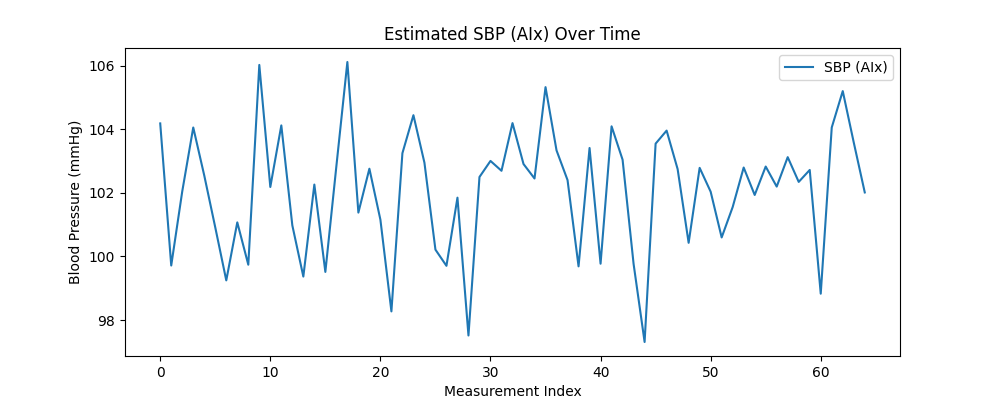 Estimated SBP (AIx) Over Time
SBP (AIx)
Blood Pressure (mmHg)
106
104
102
100
98
0 10 20 30 40 50 60
Measurement Index